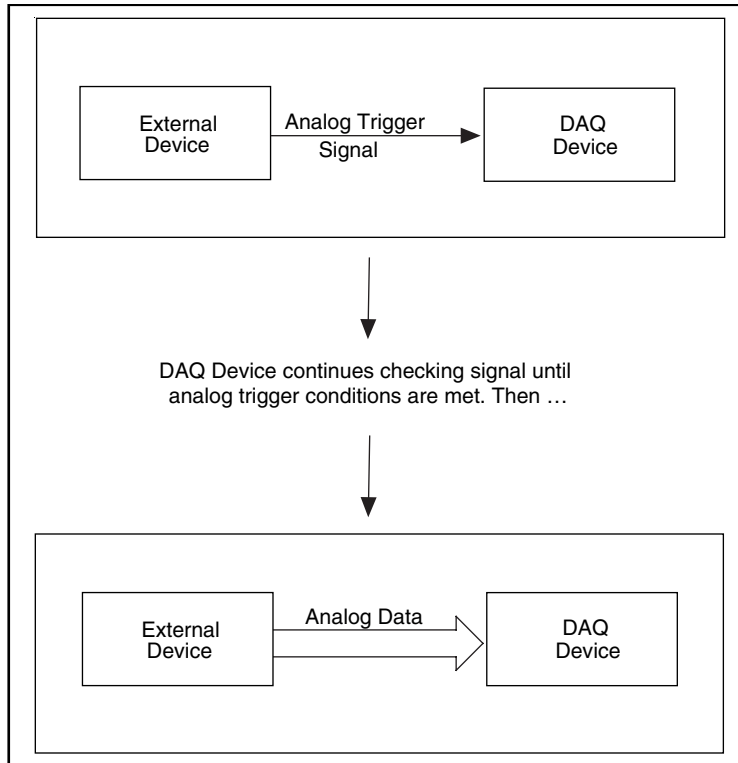 External
Device
Analog Trigger
Signal
DAQ
Device
DAQ Device continues checking signal until
analog trigger conditions are met. Then …
External
Device
Analog Data
DAQ
Device